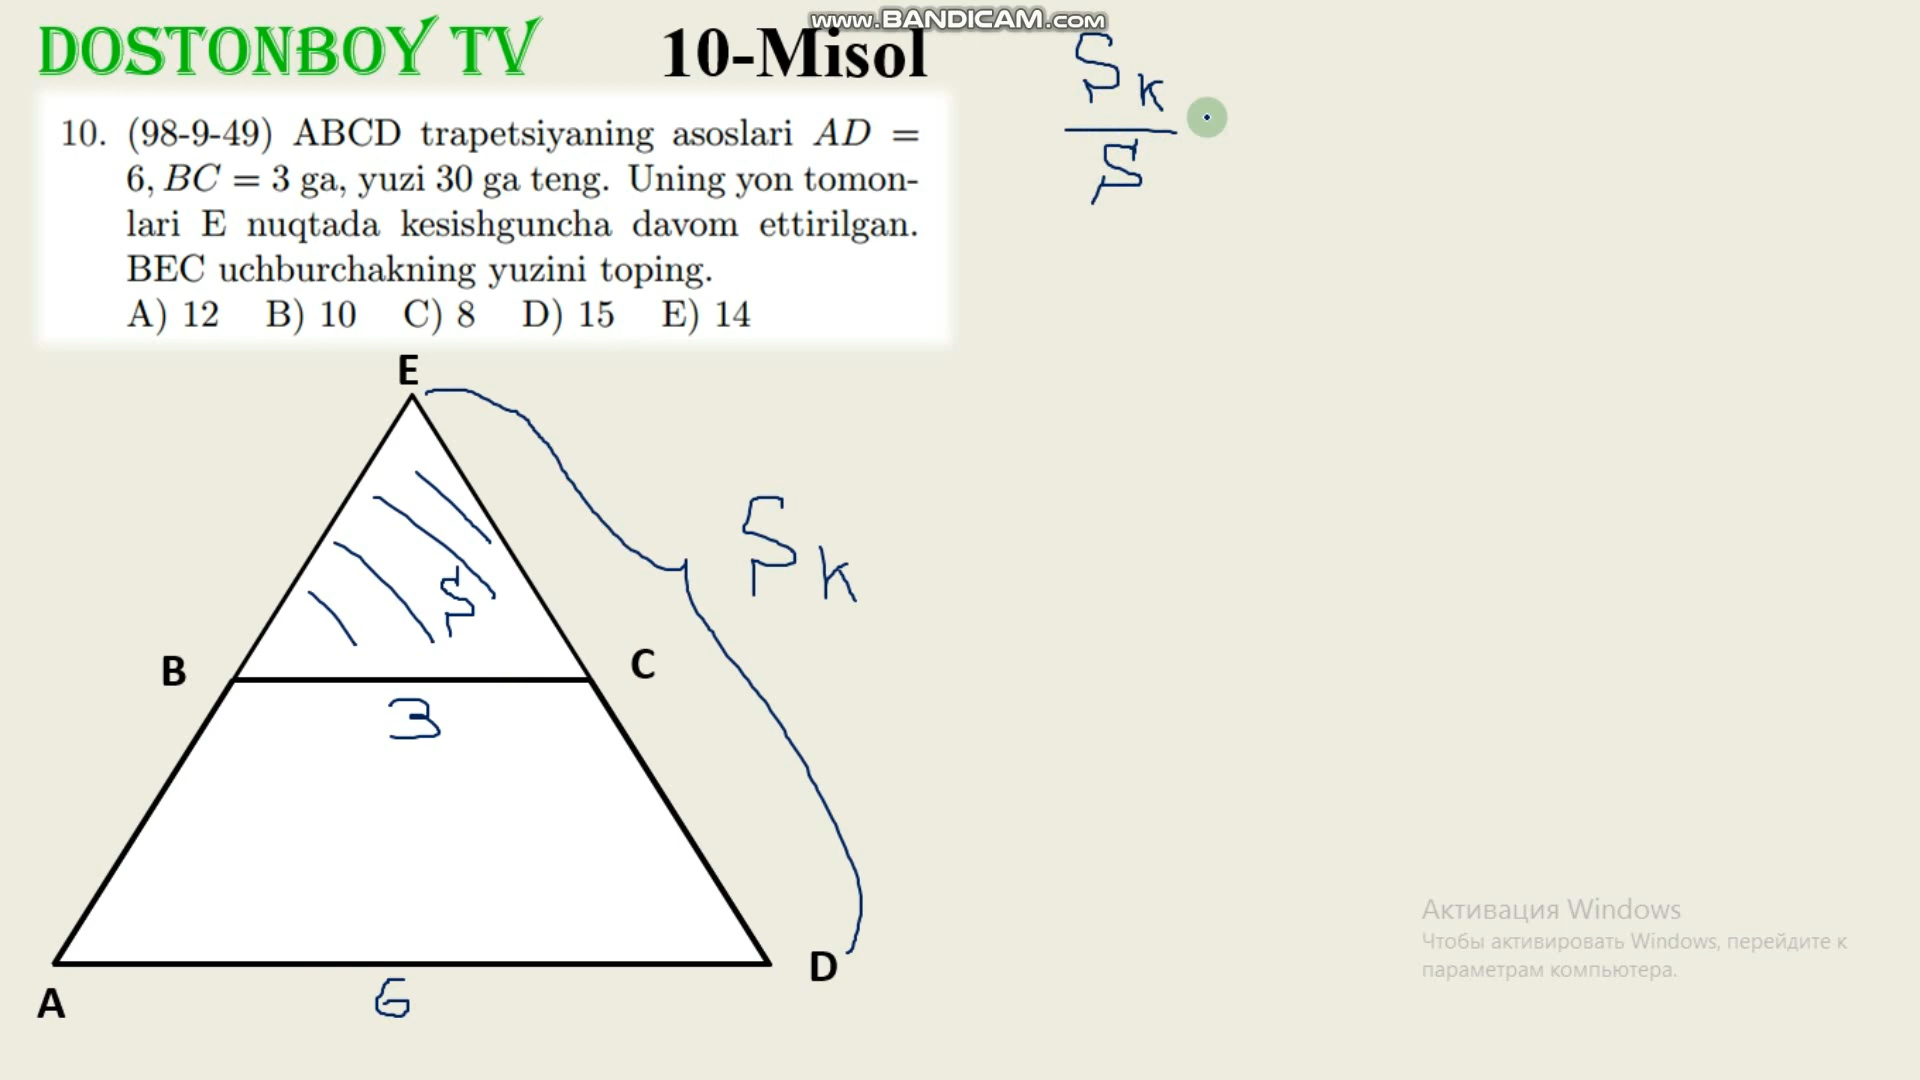 www.BANDICAM.com
DOSTONBOY TV
10-Misol
10. (98-9-49) ABCD trapetsiyaning asoslari AD =
6, BC = 3 ga, yuzi 30 ga teng. Uning yon tomon-
lari E nuqtada kesishguncha davom ettirilgan.
BEC uchburchakning yuzini toping.
A) 12 B) 10 C) 8 D) 15 E) 14
S K
S
E
S K
S
B
C
3
A
6
D
Активация Windows
Чтобы активировать Windows, перейдите к
параметрам компьютера.